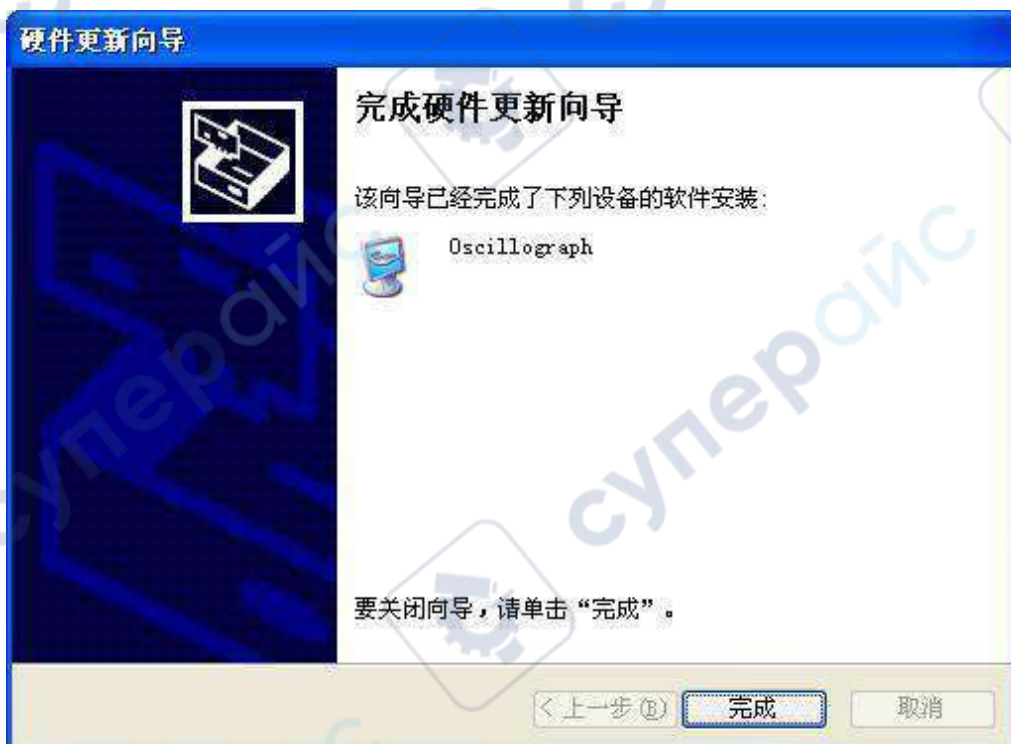 硬件更新向导
完成硬件更新向导
该向导已经完成了下列设备的软件安装:
Oscillograph
要关闭向导，请单击“完成”。
<上一步(B)
完成
取消
суперайс